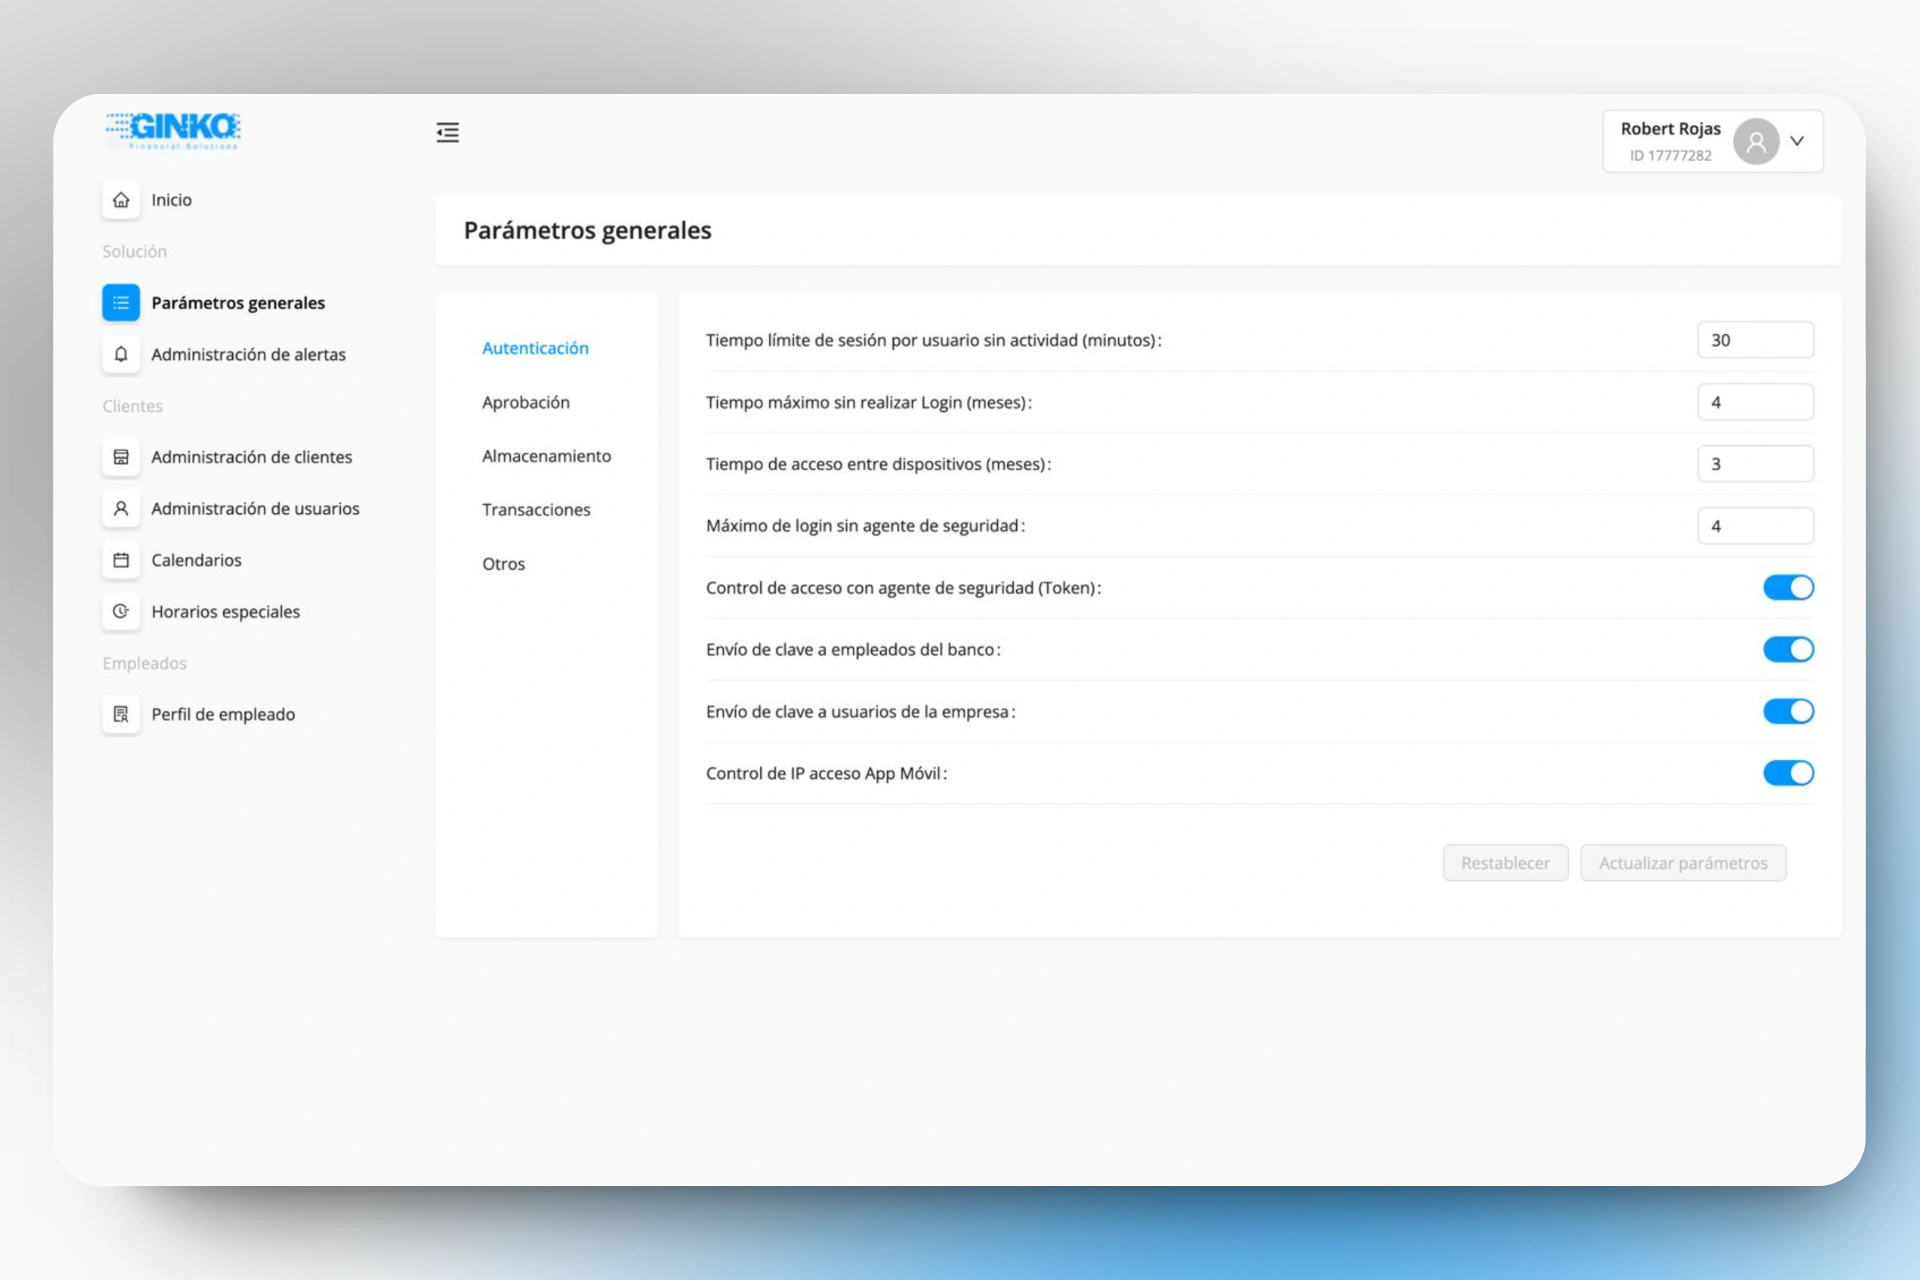 GINKO
Financial Solutions
Robert Rojas
ID 17777282
Inicio
Solución
Parámetros generales
Administración de alertas
Clientes
Administración de clientes
Administración de usuarios
Calendarios
Horarios especiales
Empleados
Perfil de empleado
Parámetros generales
Autenticación
Aprobación
Almacenamiento
Transacciones
Otros
Tiempo límite de sesión por usuario sin actividad (minutos): 30
Tiempo máximo sin realizar Login (meses): 4
Tiempo de acceso entre dispositivos (meses): 3
Máximo de login sin agente de seguridad: 4
Control de acceso con agente de seguridad (Token):
Envío de clave a empleados del banco:
Envío de clave a usuarios de la empresa:
Control de IP acceso App Móvil:
Restablecer Actualizar parámetros